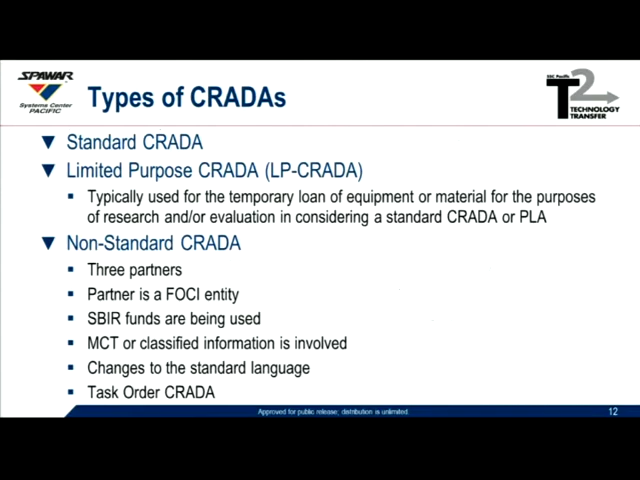 SPAWAR
Systems Center
PACIFIC
Types of CRADAs
SSC Pacific
T2
TECHNOLOGY
TRANSFER
▼ Standard CRADA
▼ Limited Purpose CRADA (LP-CRADA)
▪ Typically used for the temporary loan of equipment or material for the purposes
of research and/or evaluation in considering a standard CRADA or PLA
▼ Non-Standard CRADA
▪ Three partners
▪ Partner is a FOCI entity
▪ SBIR funds are being used
▪ MCT or classified information is involved
▪ Changes to the standard language
▪ Task Order CRADA
Approved for public release; distribution is unlimited.
12